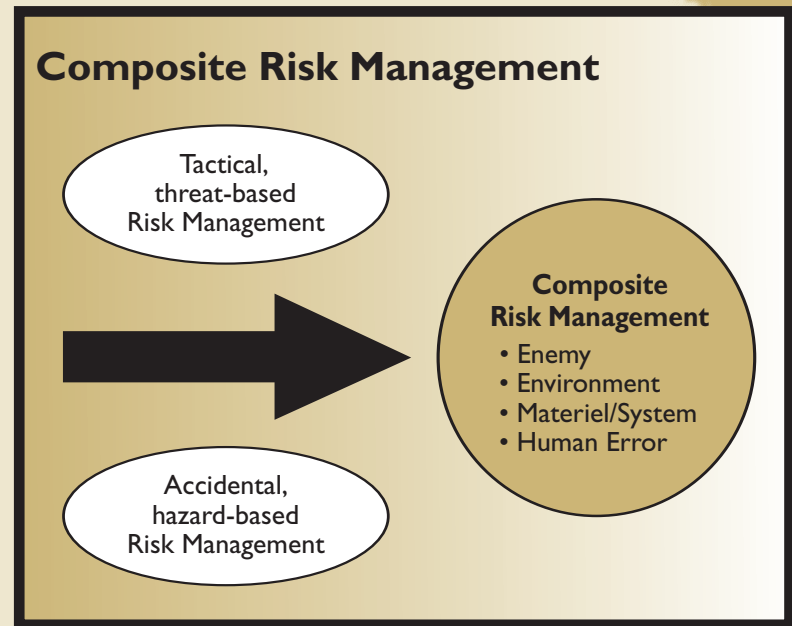 Composite Risk Management
Tactical,
threat-based
Risk Management
Accidental,
hazard-based
Risk Management
Composite
Risk Management
• Enemy
• Environment
• Materiel/System
• Human Error